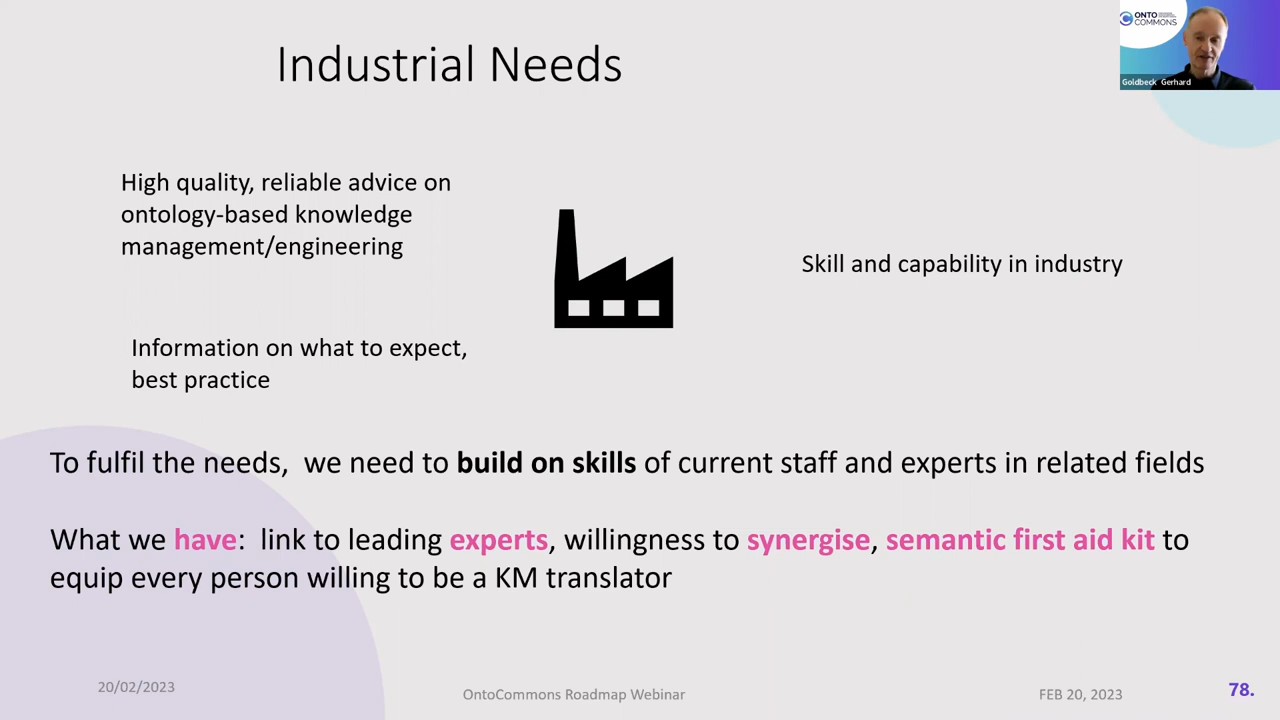 Industrial Needs
ONTO
COMMONS
Goldbeck Gerhard
High quality, reliable advice on
ontology-based knowledge
management/engineering
Skill and capability in industry
Information on what to expect,
best practice
To fulfil the needs, we need to build on skills of current staff and experts in related fields
What we have: link to leading experts, willingness to synergise, semantic first aid kit to
equip every person willing to be a KM translator
20/02/2023
OntoCommons Roadmap Webinar
FEB 20, 2023
78.